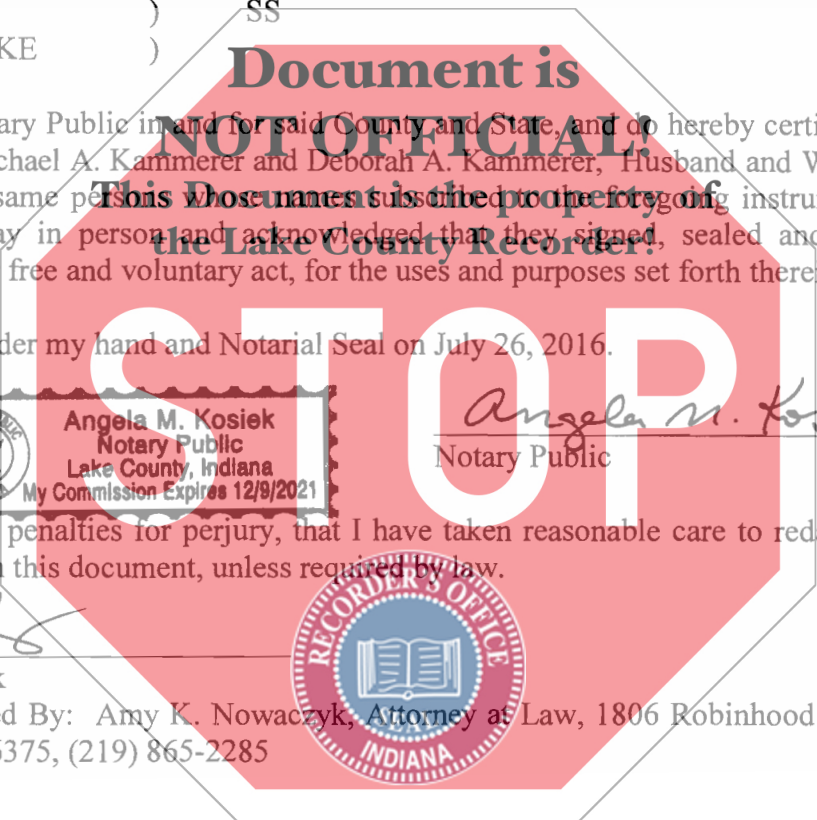 ) SS
KE )
Document is
ary Public in and for said County and State, and do hereby certi
NOT OFFICIAL!
chael A. Kammerer and Deborah A. Kammerer, Husband and W
same persons whose names subscribed to the foregoing instru
This Document is the property of
ay in person and acknowledged that they signed, sealed and
the Lake County Recorder!
free and voluntary act, for the uses and purposes set forth therei
STOP
der my hand and Notarial Seal on July 26, 2016.
Angela M. Kosiek
Notary Public
Lake County, Indiana
My Commission Expires 12/9/2021
Angela M. Kos
Notary Public
penalties for perjury, that I have taken reasonable care to reda
this document, unless required by law.
RECORDER'S OFFICE
SEAL
INDIANA
k
ed By: Amy K. Nowaczyk, Attorney at Law, 1806 Robinhood
6375, (219) 865-2285